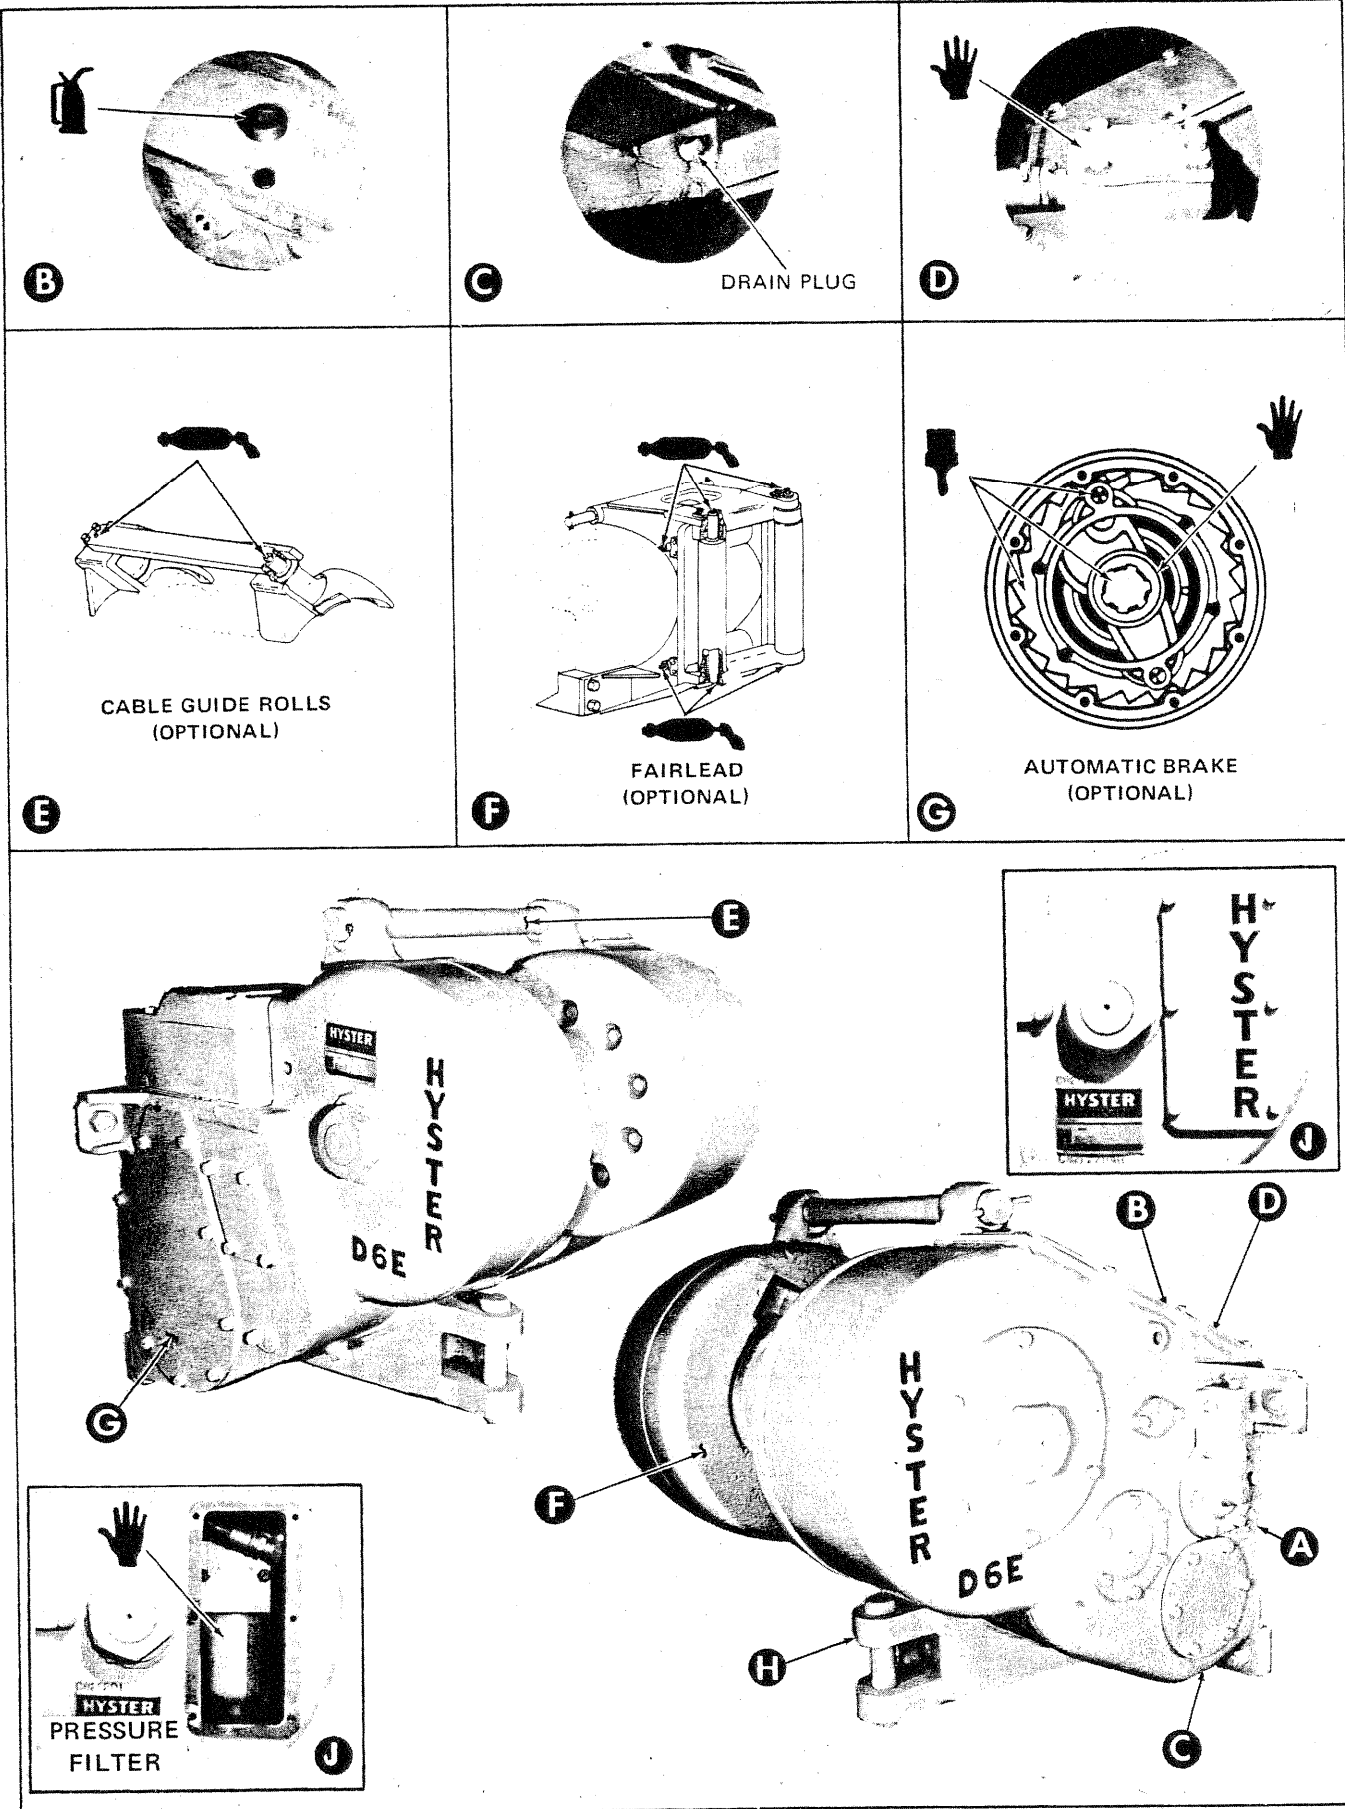 B
C
DRAIN PLUG
D
CABLE GUIDE ROLLS
(OPTIONAL)
E
FAIRLEAD
(OPTIONAL)
F
AUTOMATIC BRAKE
(OPTIONAL)
G
E
HYSTER
HYSTER
D6E
G
HYSTER
HYSTER
J
B
D
HYSTER
D6E
F
A
H
C
HYSTER
PRESSURE
FILTER
J